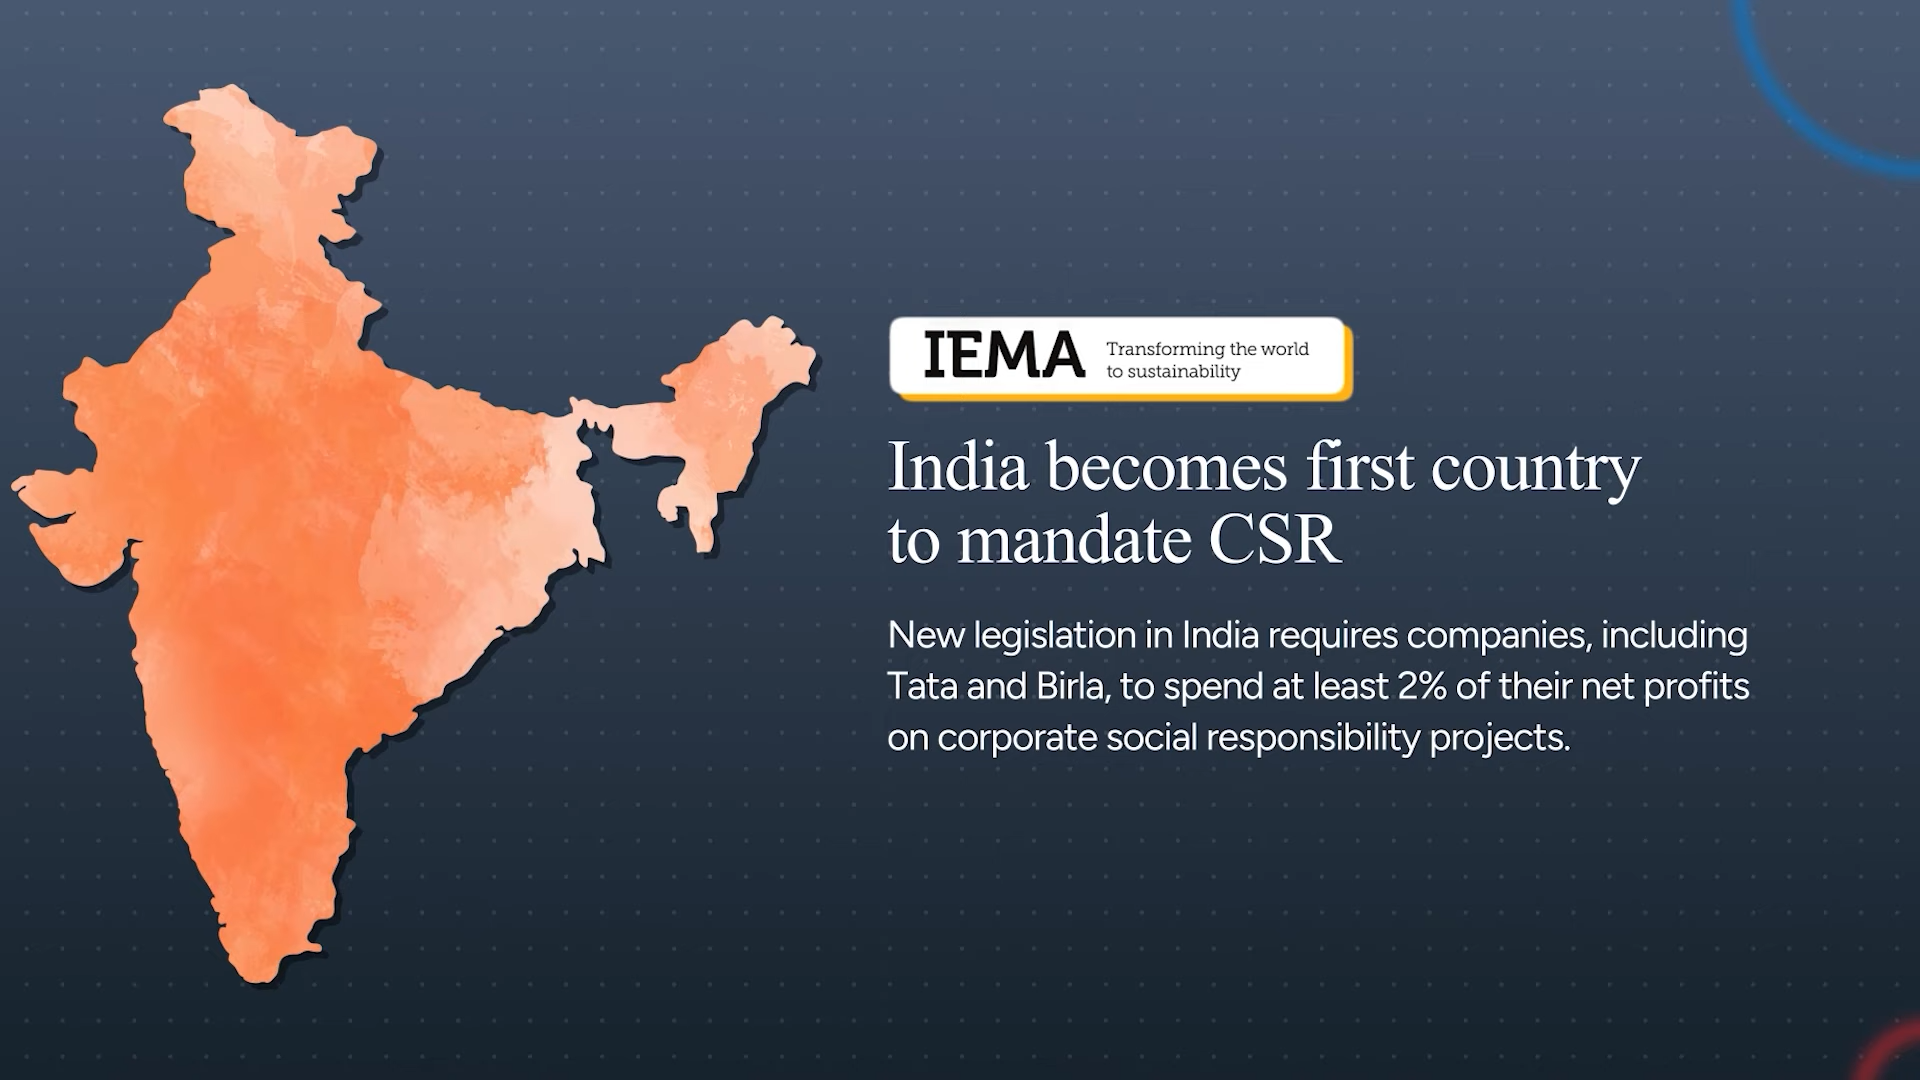 IEMA
Transforming the world
to sustainability
India becomes first country
to mandate CSR
New legislation in India requires companies, including
Tata and Birla, to spend at least 2% of their net profits
on corporate social responsibility projects.